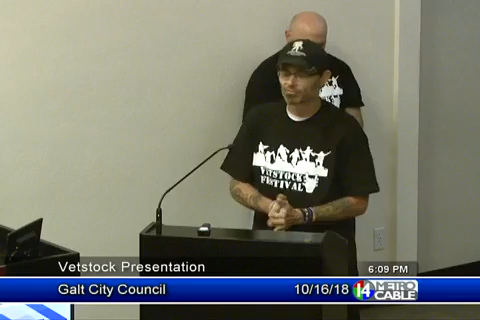 VETSTOCK
FESTIVAL
Vetstock Presentation
6:09 PM
Galt City Council
10/16/18
14 METRO
CABLE